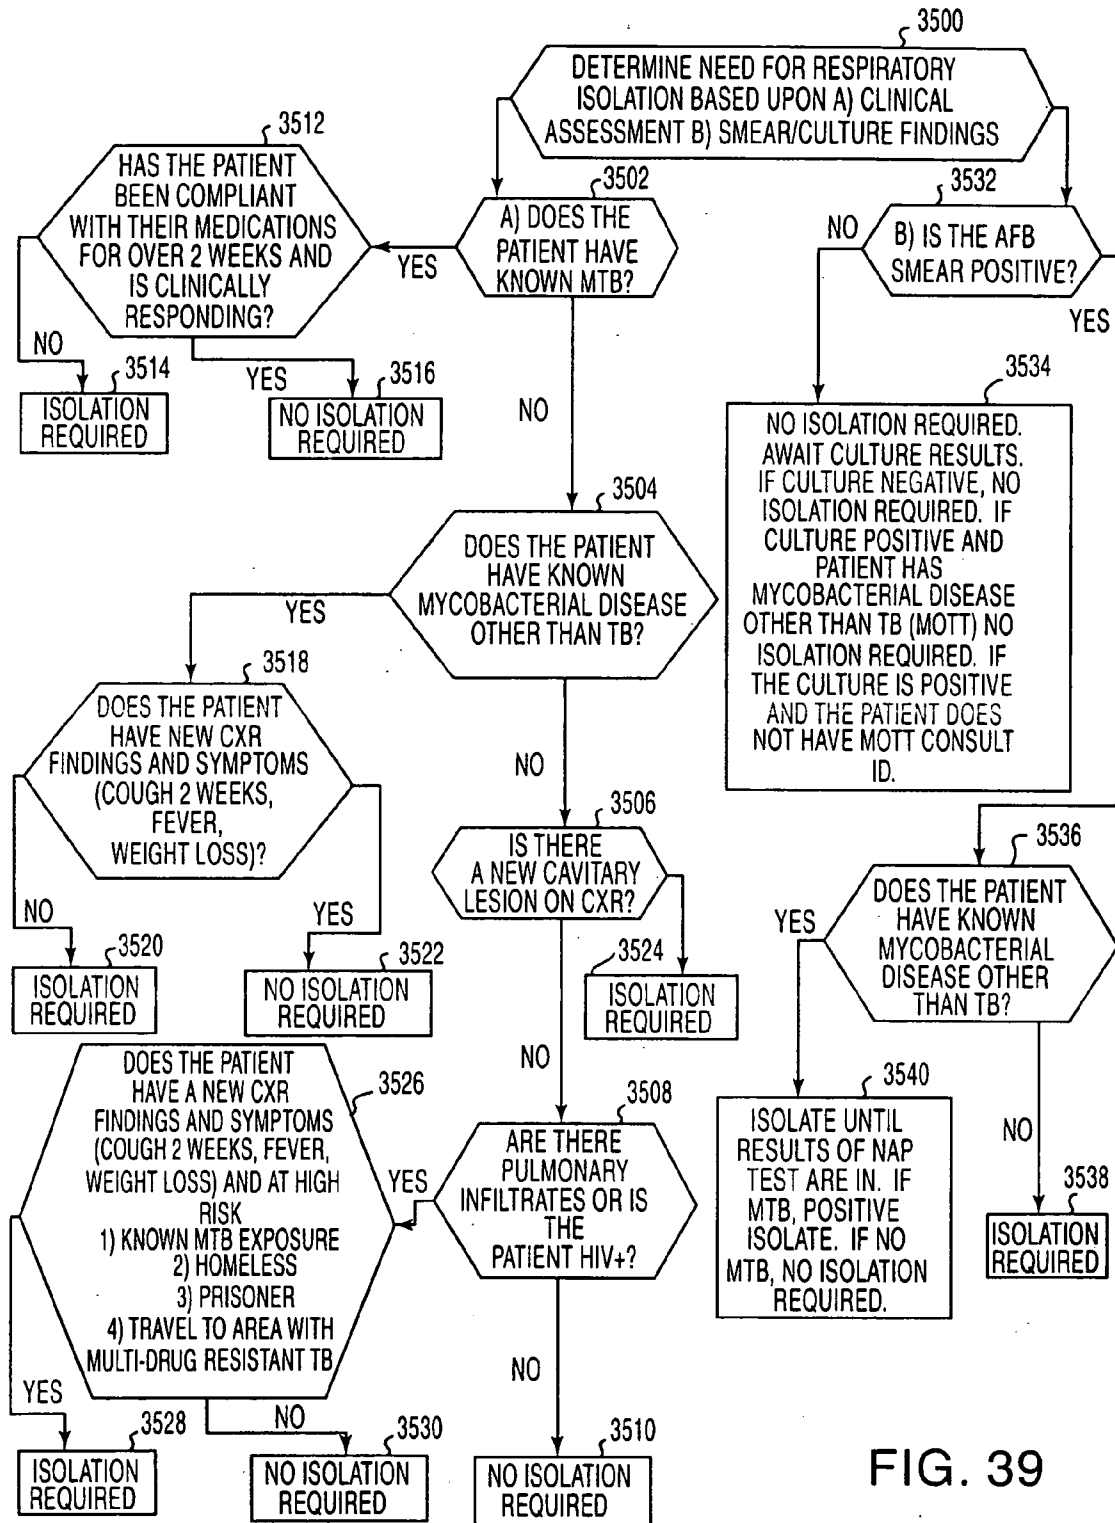 3500
DETERMINE NEED FOR RESPIRATORY
ISOLATION BASED UPON A) CLINICAL
ASSESSMENT B) SMEAR/CULTURE FINDINGS
3512
HAS THE PATIENT
BEEN COMPLIANT
WITH THEIR MEDICATIONS
FOR OVER 2 WEEKS AND
IS CLINICALLY
RESPONDING?
3502
A) DOES THE
PATIENT HAVE
KNOWN MTB?
YES
3532
B) IS THE AFB
SMEAR POSITIVE?
NO
YES
NO
3514
ISOLATION
REQUIRED
YES
3516
NO ISOLATION
REQUIRED
NO
3534
NO ISOLATION REQUIRED.
AWAIT CULTURE RESULTS.
IF CULTURE NEGATIVE, NO
ISOLATION REQUIRED. IF
CULTURE POSITIVE AND
PATIENT HAS
MYCOBACTERIAL DISEASE
OTHER THAN TB (MOTT) NO
ISOLATION REQUIRED. IF
THE CULTURE IS POSITIVE
AND THE PATIENT DOES
NOT HAVE MOTT CONSULT
ID.
3504
DOES THE PATIENT
HAVE KNOWN
MYCOBACTERIAL DISEASE
OTHER THAN TB?
YES
3518
DOES THE PATIENT
HAVE NEW CXR
FINDINGS AND SYMPTOMS
(COUGH 2 WEEKS,
FEVER,
WEIGHT LOSS)?
NO
3506
IS THERE
A NEW CAVITARY
LESION ON CXR?
3536
DOES THE PATIENT
HAVE KNOWN
MYCOBACTERIAL
DISEASE OTHER
THAN TB?
YES
NO
3520
ISOLATION
REQUIRED
YES
3522
NO ISOLATION
REQUIRED
3524
ISOLATION
REQUIRED
NO
3526
DOES THE PATIENT
HAVE A NEW CXR
FINDINGS AND SYMPTOMS
(COUGH 2 WEEKS, FEVER,
WEIGHT LOSS) AND AT HIGH
RISK
1) KNOWN MTB EXPOSURE
2) HOMELESS
3) PRISONER
4) TRAVEL TO AREA WITH
MULTI-DRUG RESISTANT TB
YES
3508
ARE THERE
PULMONARY
INFILTRATES OR IS
THE
PATIENT HIV+?
3540
ISOLATE UNTIL
RESULTS OF NAP
TEST ARE IN. IF
MTB, POSITIVE
ISOLATE. IF NO
MTB, NO ISOLATION
REQUIRED.
NO
3538
ISOLATION
REQUIRED
YES
3528
ISOLATION
REQUIRED
NO
3530
NO ISOLATION
REQUIRED
NO
3510
NO ISOLATION
REQUIRED
FIG. 39